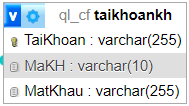 v ql_cf taikhoankh
TaiKhoan : varchar(255)
MaKH : varchar(10)
MatKhau : varchar(255)